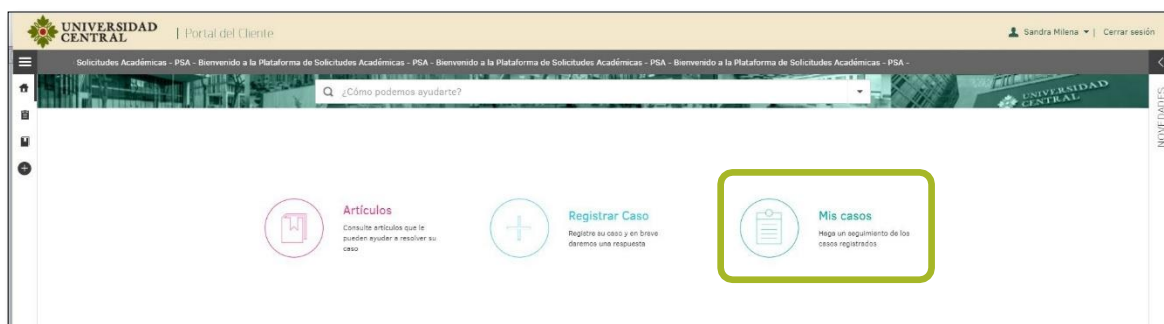 UNIVERSIDAD
CENTRAL
| Portal del Cliente
Sandra Milena ▾ | Cerrar sesión
Solicitudes Académicas - PSA - Bienvenido a la Plataforma de Solicitudes Académicas - PSA - Bienvenido a la Plataforma de Solicitudes Académicas - PSA - Bienvenido a la Plataforma de Solicitudes Académicas - PSA -
¿Cómo podemos ayudarte?
UNIVERSIDAD
CENTRAL
NOVEDADES
Artículos
Consulte artículos que le
pueden ayudar a resolver su
caso
Registrar Caso
Registre su caso y en breve
daremos una respuesta
Mis casos
Haga un seguimiento de los
casos registrados